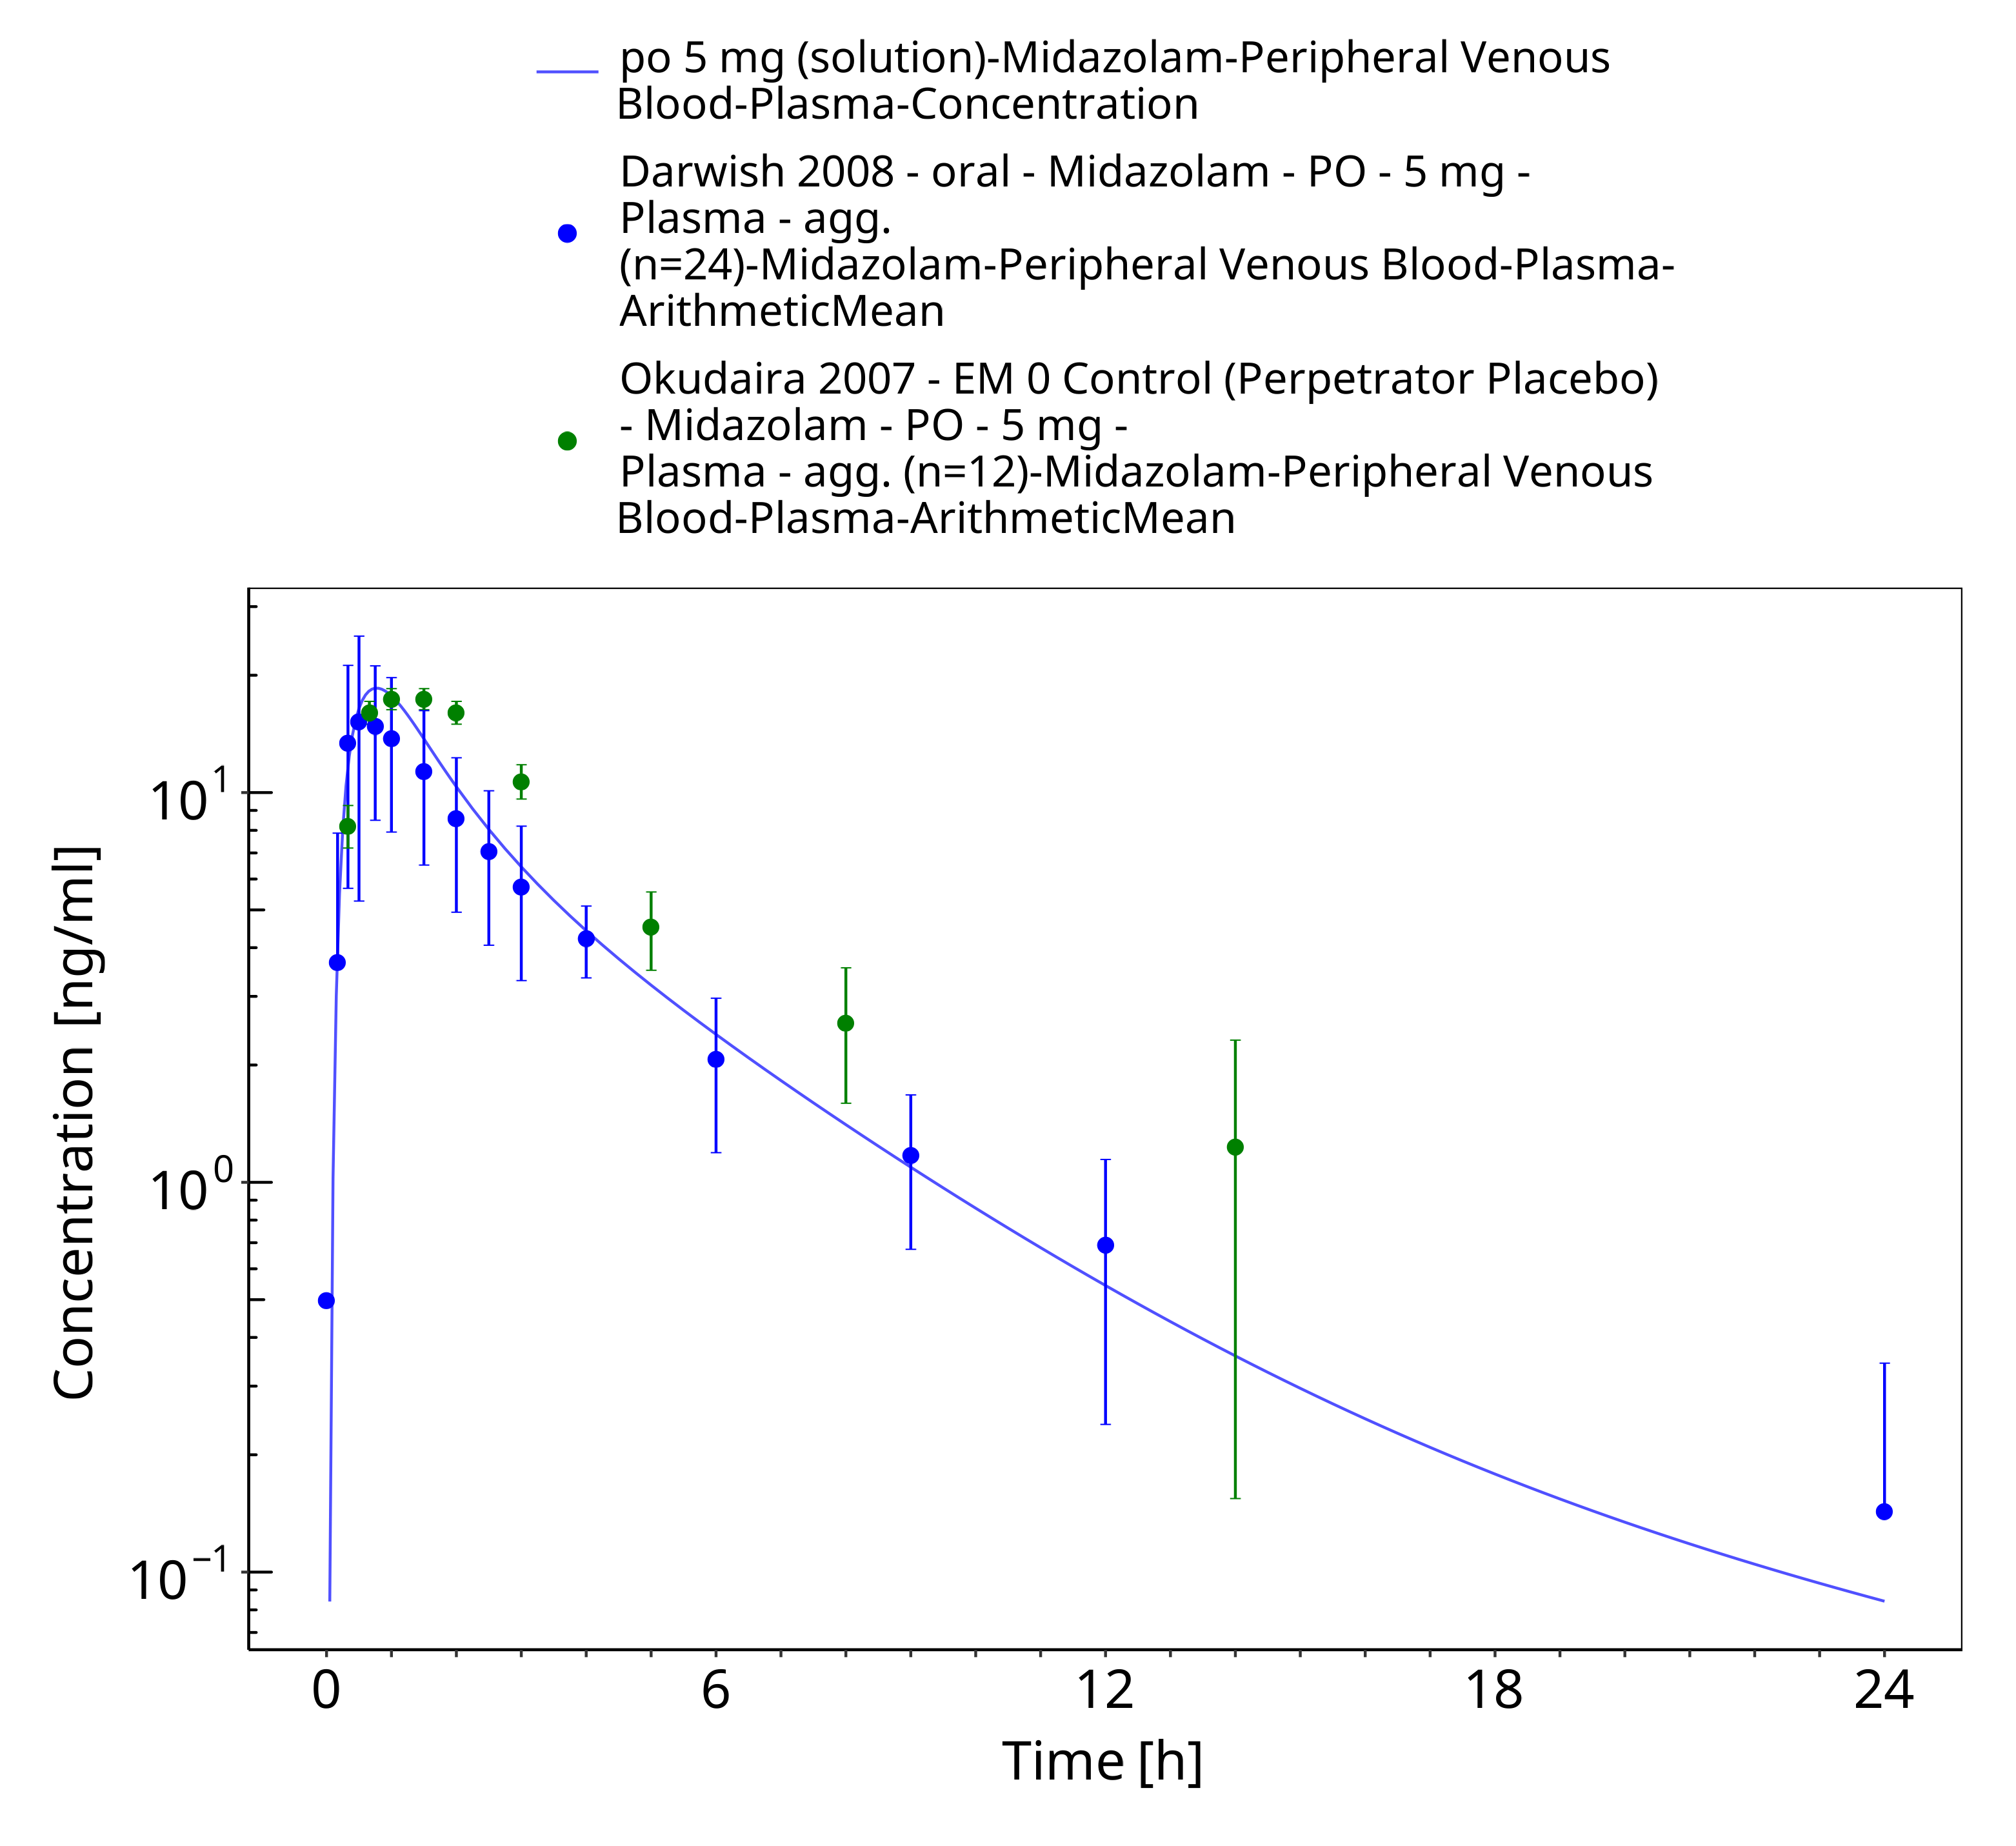 po 5 mg (solution)-Midazolam-Peripheral Venous
Blood-Plasma-Concentration
Darwish 2008 - oral - Midazolam - PO - 5 mg -
Plasma - agg.
(n=24)-Midazolam-Peripheral Venous Blood-Plasma-
ArithmeticMean
Okudaira 2007 - EM 0 Control (Perpetrator Placebo)
- Midazolam - PO - 5 mg -
Plasma - agg. (n=12)-Midazolam-Peripheral Venous
Blood-Plasma-ArithmeticMean
Concentration [ng/ml]
10¹
10⁰
10⁻¹
0 6 12 18 24
Time [h]